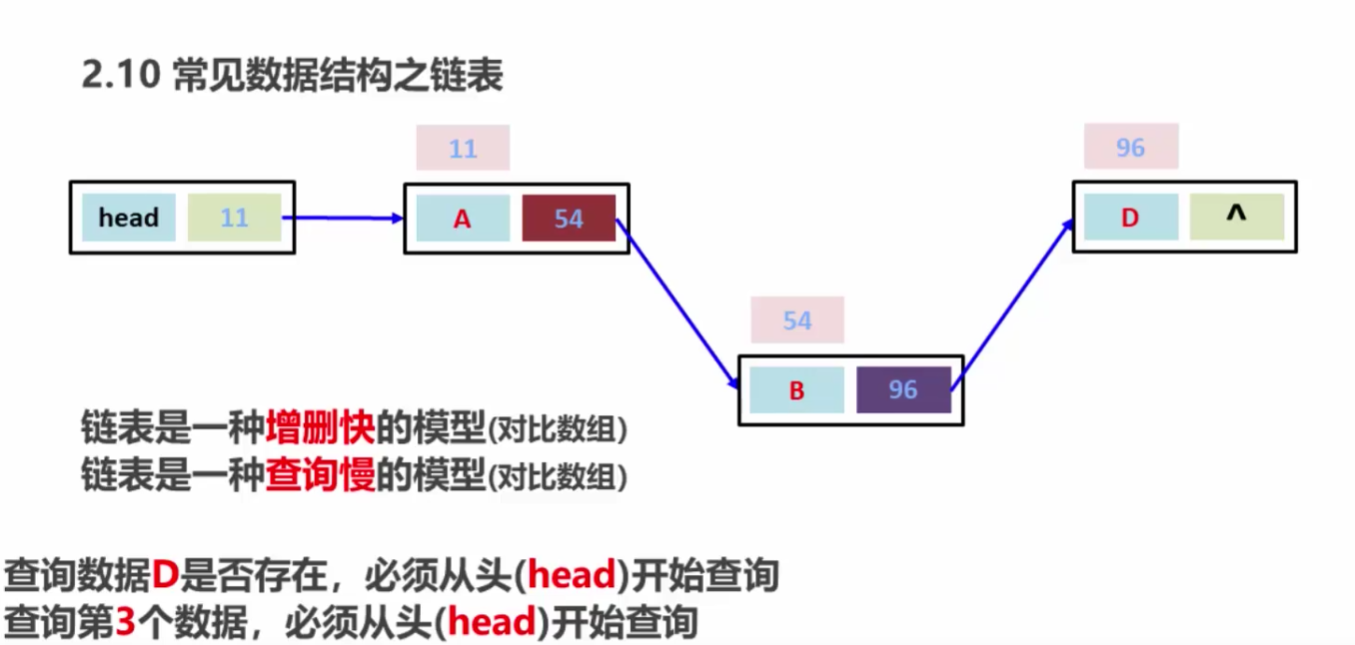 2.10 常见数据结构之链表
11
96
head 11
A 54
D ^
54
B 96
链表是一种增删快的模型(对比数组)
链表是一种查询慢的模型(对比数组)
查询数据D是否存在，必须从头(head)开始查询
查询第3个数据，必须从头(head)开始查询